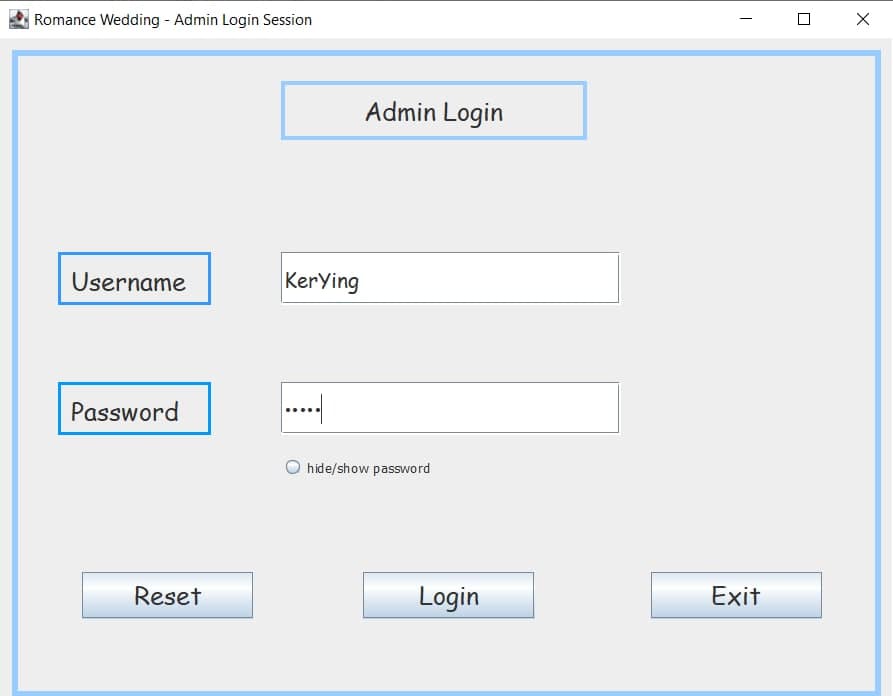 Romance Wedding - Admin Login Session
Admin Login
Username KerYing
Password •••••
hide/show password
Reset Login Exit